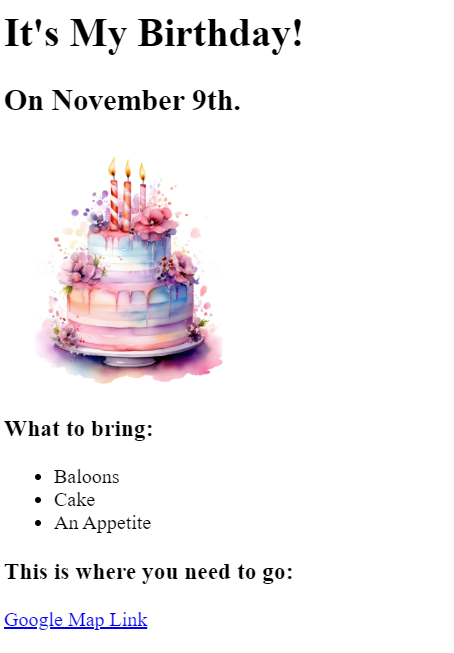 It's My Birthday!
On November 9th.
What to bring:
Baloons
Cake
An Appetite
This is where you need to go:
Google Map Link